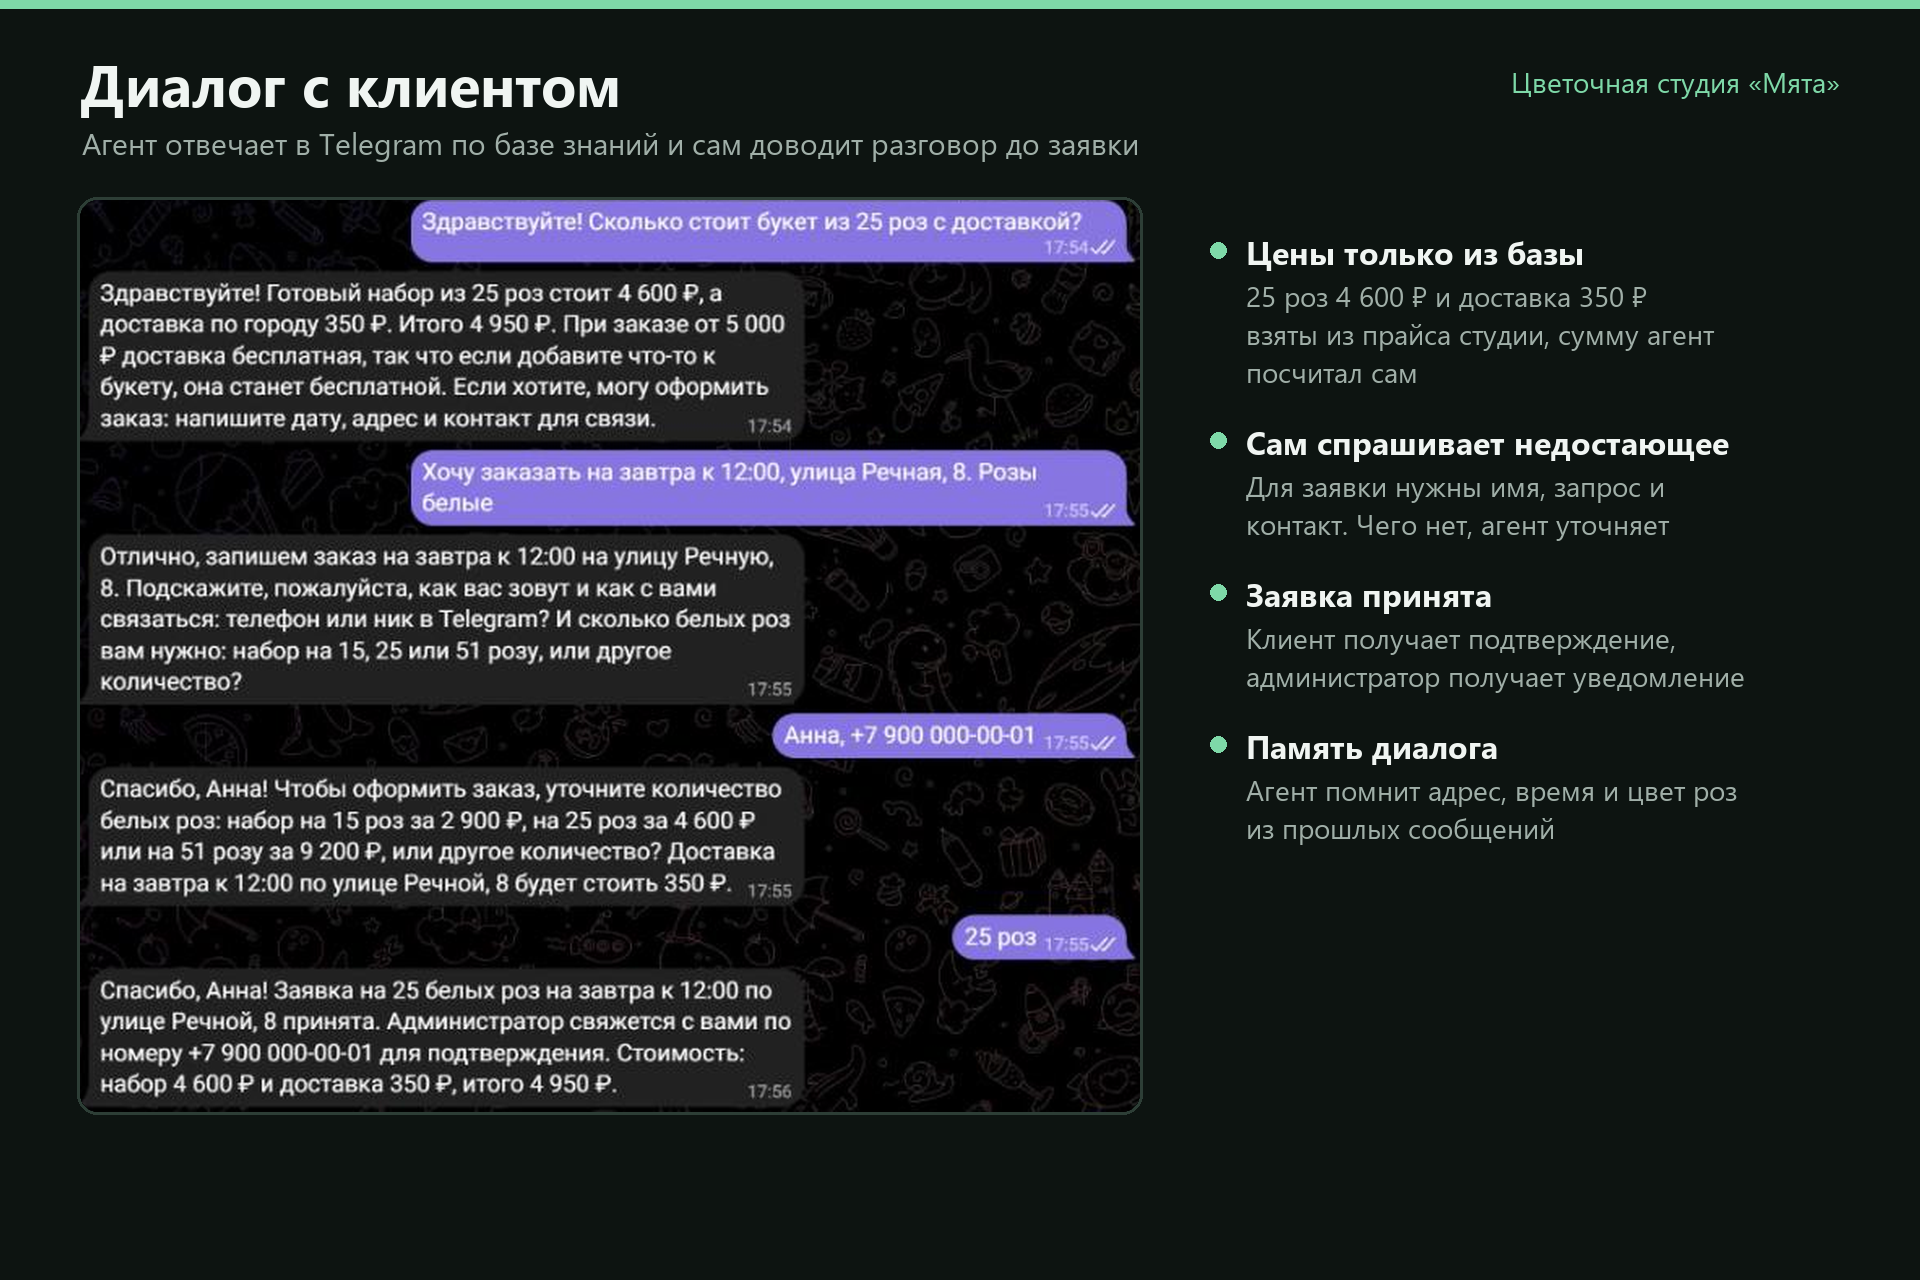 Диалог с клиентом
Цветочная студия «Мята»
Агент отвечает в Telegram по базе знаний и сам доводит разговор до заявки
Здравствуйте! Сколько стоит букет из 25 роз с доставкой?
17:54
Здравствуйте! Готовый набор из 25 роз стоит 4 600 ₽, а
доставка по городу 350 ₽. Итого 4 950 ₽. При заказе от 5 000
₽ доставка бесплатная, так что если добавите что-то к
букету, она станет бесплатной. Если хотите, могу оформить
заказ: напишите дату, адрес и контакт для связи.
17:54
Хочу заказать на завтра к 12:00, улица Речная, 8. Розы
белые
17:55
Отлично, запишем заказ на завтра к 12:00 на улицу Речную,
8. Подскажите, пожалуйста, как вас зовут и как с вами
связаться: телефон или ник в Telegram? И сколько белых роз
вам нужно: набор на 15, 25 или 51 розу, или другое
количество?
17:55
Анна, +7 900 000-00-01
17:55
Спасибо, Анна! Чтобы оформить заказ, уточните количество
белых роз: набор на 15 роз за 2 900 ₽, на 25 роз за 4 600 ₽
или на 51 розу за 9 200 ₽, или другое количество? Доставка
на завтра к 12:00 по улице Речной, 8 будет стоить 350 ₽.
17:55
25 роз
17:55
Спасибо, Анна! Заявка на 25 белых роз на завтра к 12:00 по
улице Речной, 8 принята. Администратор свяжется с вами по
номеру +7 900 000-00-01 для подтверждения. Стоимость:
набор 4 600 ₽ и доставка 350 ₽, итого 4 950 ₽.
17:56
Цены только из базы
25 роз 4 600 ₽ и доставка 350 ₽
взяты из прайса студии, сумму агент
посчитал сам
Сам спрашивает недостающее
Для заявки нужны имя, запрос и
контакт. Чего нет, агент уточняет
Заявка принята
Клиент получает подтверждение,
администратор получает уведомление
Память диалога
Агент помнит адрес, время и цвет роз
из прошлых сообщений